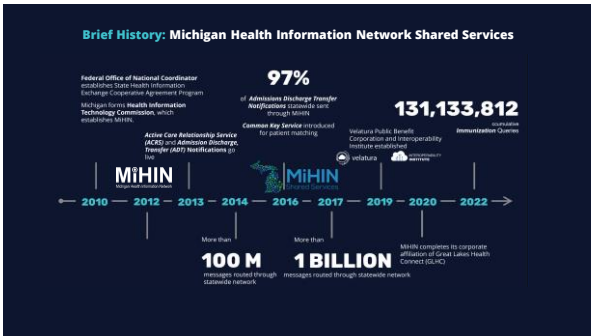 Brief History: Michigan Health Information Network Shared Services
Federal Office of National Coordinator
establishes State Health Information
Exchange Cooperative Agreement Program
Michigan forms Health Information
Technology Commission, which
establishes MiHIN.
Active Care Relationship Service
(ACRS) and Admission Discharge,
Transfer (ADT) Notifications go
live
97%
of Admissions Discharge Transfer
Notifications statewide sent
through MiHIN
Common Key Service introduced
for patient matching
Velatura Public Benefit
Corporation and Interoperability
Institute established
velatura
INTEROPERABILITY
INSTITUTE
131,133,812
cumulative
Immunization Queries
MiHIN
Michigan Health Information Network
MiHIN
Shared Services
2010
2012
2013
2014
2016
2017
2019
2020
2022
More than
100 M
messages routed through
statewide network
More than
1 BILLION
messages routed through statewide network
MiHIN completes its corporate
affiliation of Great Lakes Health
Connect (GLHC)